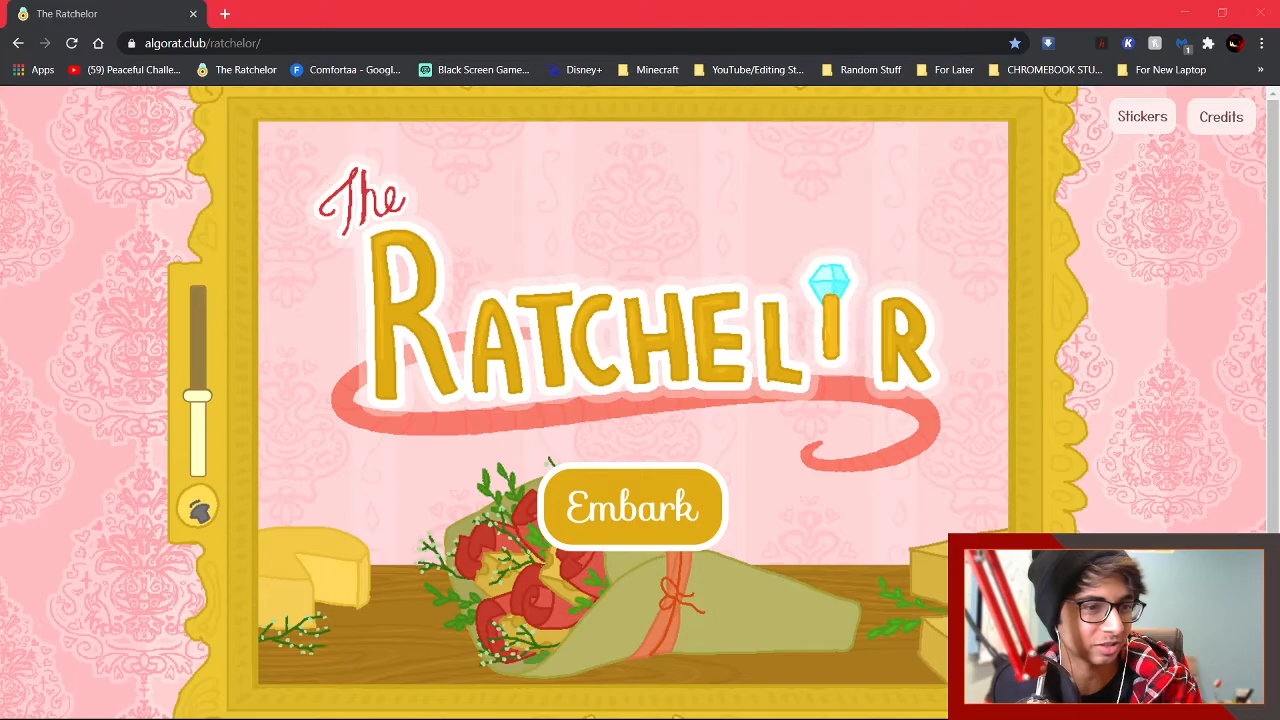 The Ratchelor
algorat.club/ratchelor/
Apps
(59) Peaceful Challe...
The Ratchelor
Comfortaa - Googl...
Black Screen Game...
Disney+
Minecraft
YouTube/Editing St...
Random Stuff
For Later
CHROMEBOOK STU...
For New Laptop
»
Stickers
Credits
The
RATCHELIR
Embark